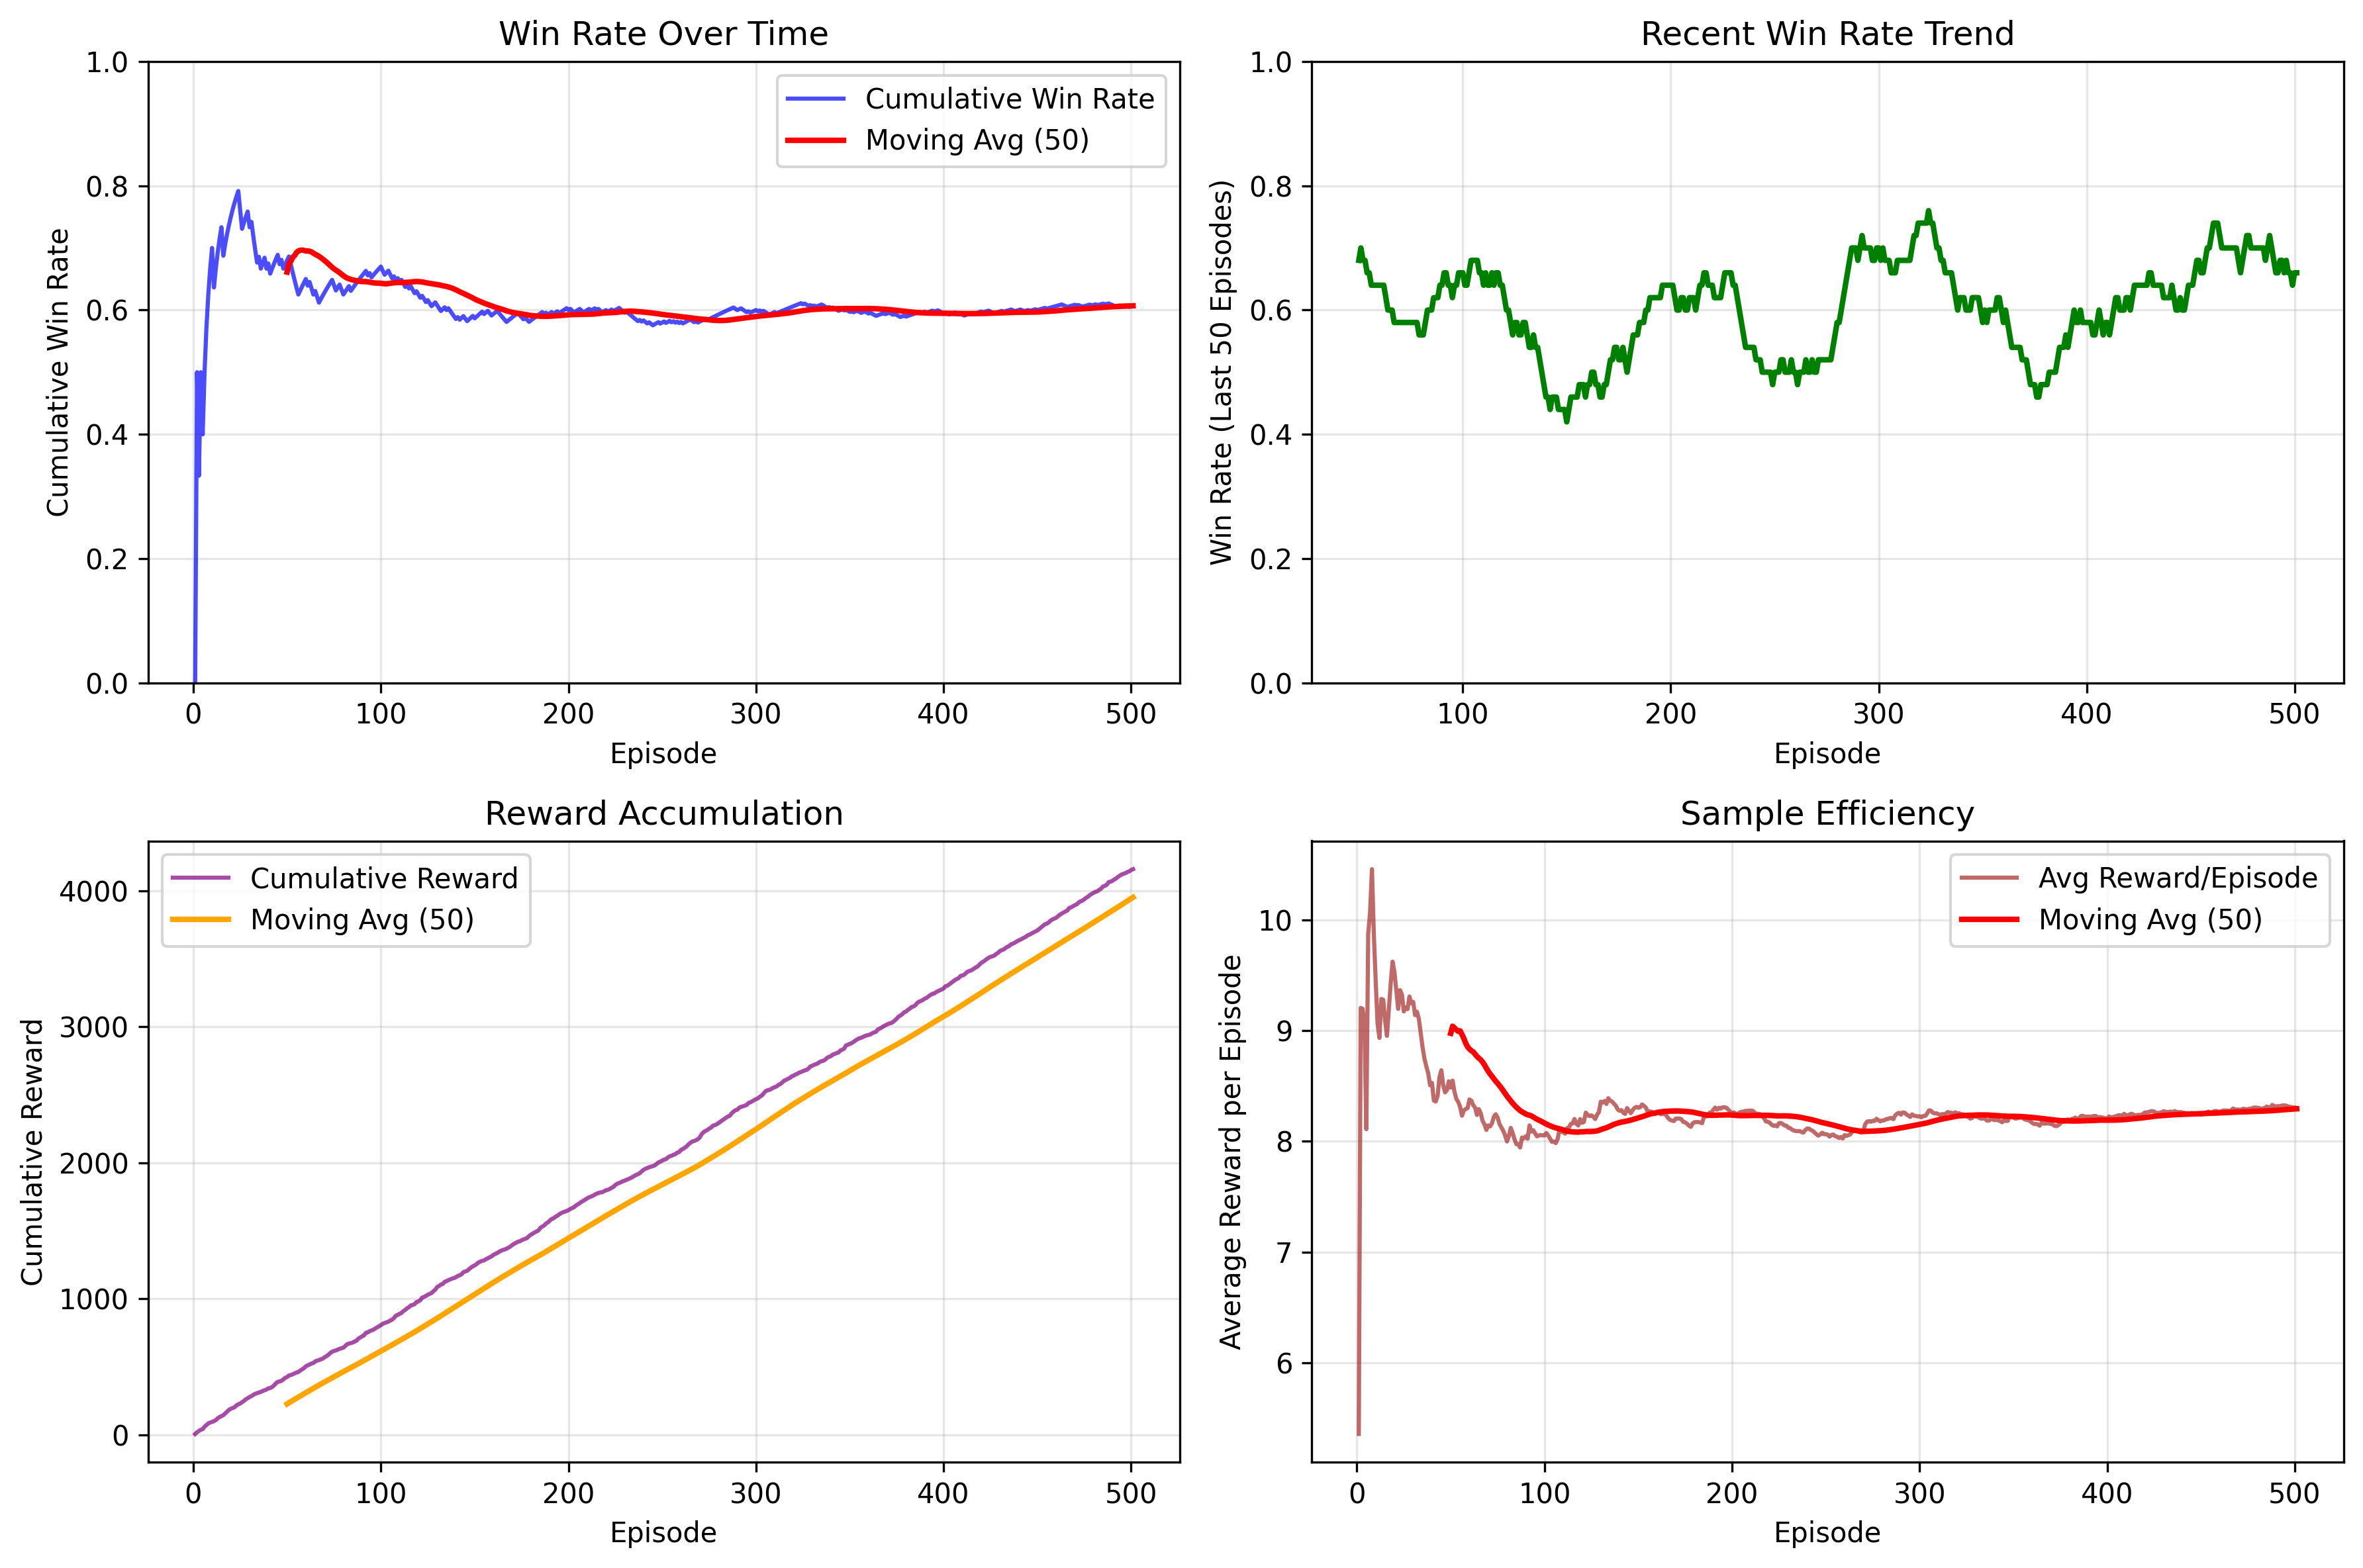 Win Rate Over Time
Cumulative Win Rate
1.0
0.8
0.6
0.4
0.2
0.0
Cumulative Win Rate
Moving Avg (50)
0 100 200 300 400 500
Episode
Recent Win Rate Trend
Win Rate (Last 50 Episodes)
1.0
0.8
0.6
0.4
0.2
0.0
100 200 300 400 500
Episode
Reward Accumulation
Cumulative Reward
4000
3000
2000
1000
0
Cumulative Reward
Moving Avg (50)
0 100 200 300 400 500
Episode
Sample Efficiency
Average Reward per Episode
10
9
8
7
6
Avg Reward/Episode
Moving Avg (50)
0 100 200 300 400 500
Episode